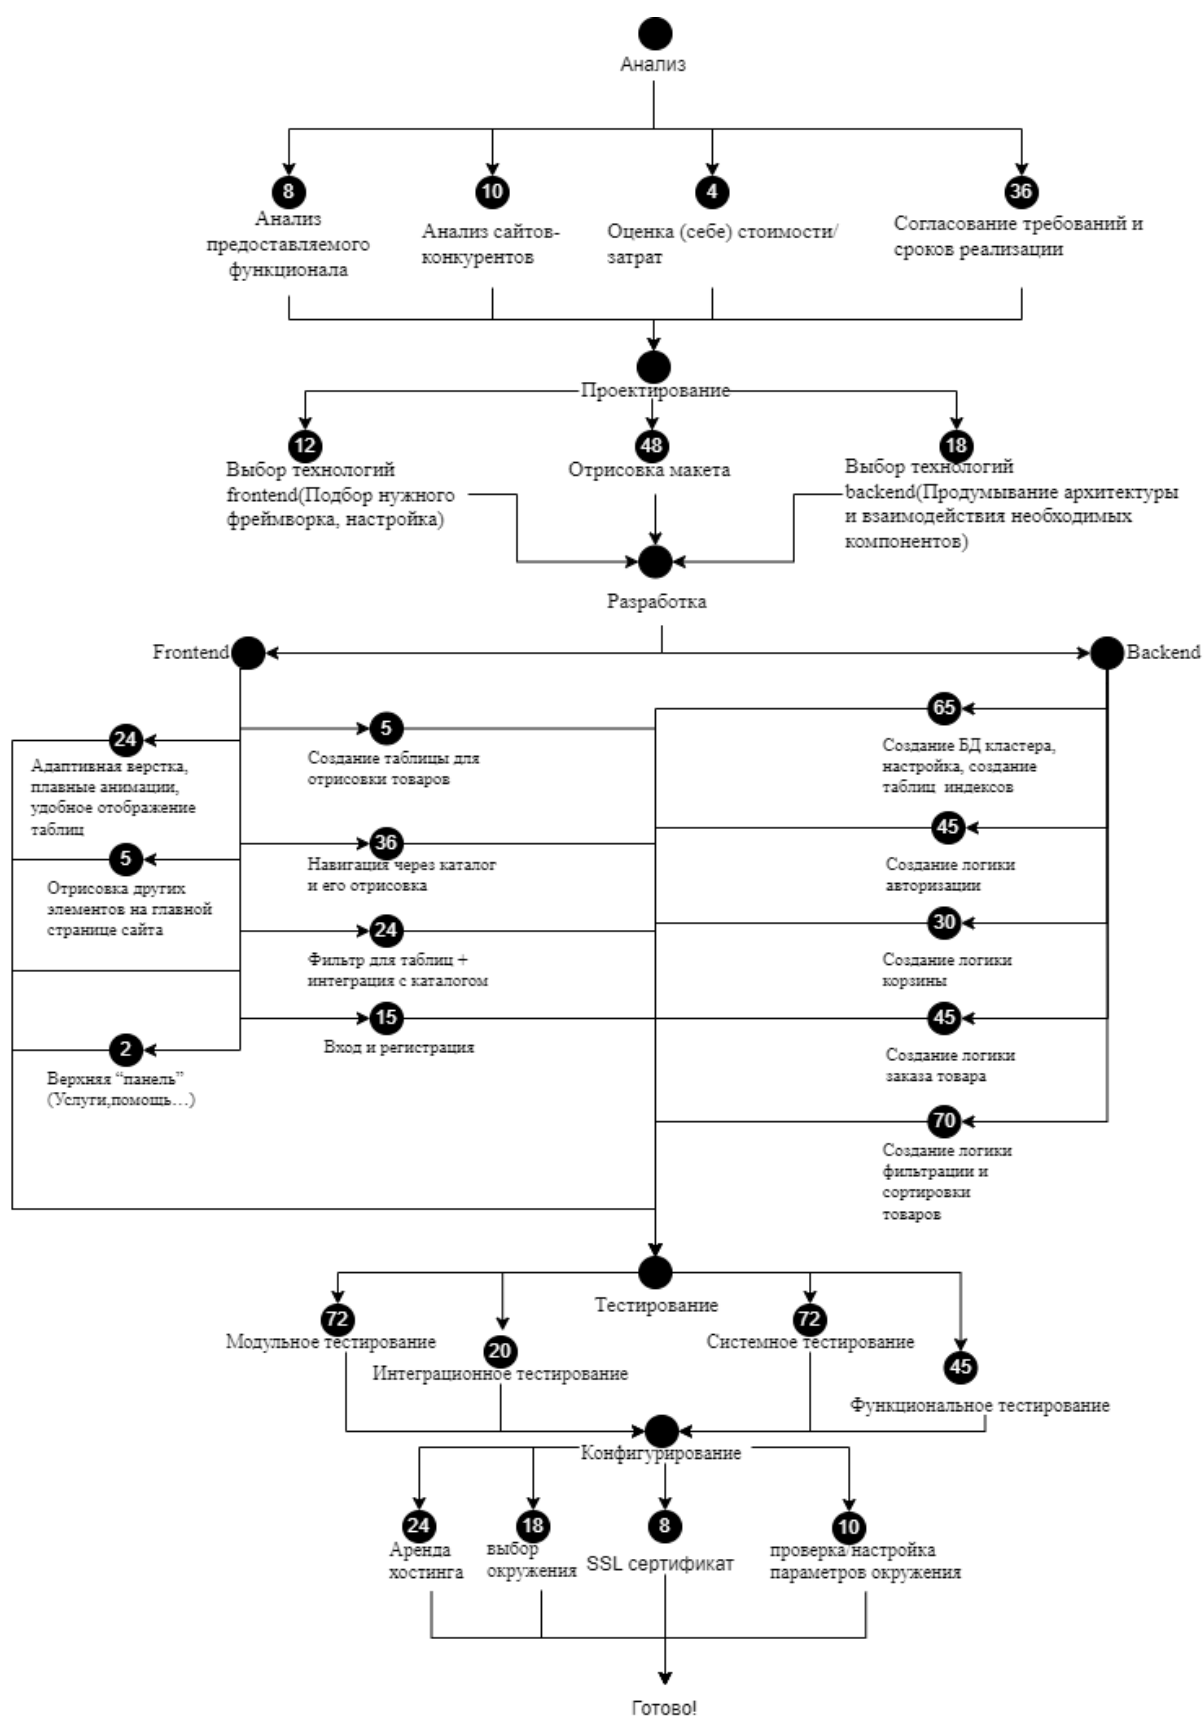 Анализ
8
Анализ
предоставляемого
функционала
10
Анализ сайтов-
конкурентов
4
Оценка (себе) стоимости/
затрат
36
Согласование требований и
сроков реализации
Проектирование
12
Выбор технологий
frontend(Подбор нужного
фреймворка, настройка)
48
Отрисовка макета
18
Выбор технологий
backend(Продумывание архитектуры
и взаимодействия необходимых
компонентов)
Разработка
Frontend
Backend
24
Адаптивная верстка,
плавные анимации,
удобное отображение
таблиц
5
Отрисовка других
элементов на главной
странице сайта
2
Верхняя “панель”
(Услуги,помощь…)
5
Создание таблицы для
отрисовки товаров
36
Навигация через каталог
и его отрисовка
24
Фильтр для таблиц +
интеграция с каталогом
15
Вход и регистрация
65
Создание БД кластера,
настройка, создание
таблиц индексов
45
Создание логики
авторизации
30
Создание логики
корзины
45
Создание логики
заказа товара
70
Создание логики
фильтрации и
сортировки
товаров
Тестирование
72
Модульное тестирование
20
Интеграционное тестирование
72
Системное тестирование
45
Функциональное тестирование
Конфигурирование
24
Аренда
хостинга
18
выбор
окружения
8
SSL сертификат
10
проверка/настройка
параметров окружения
Готово!